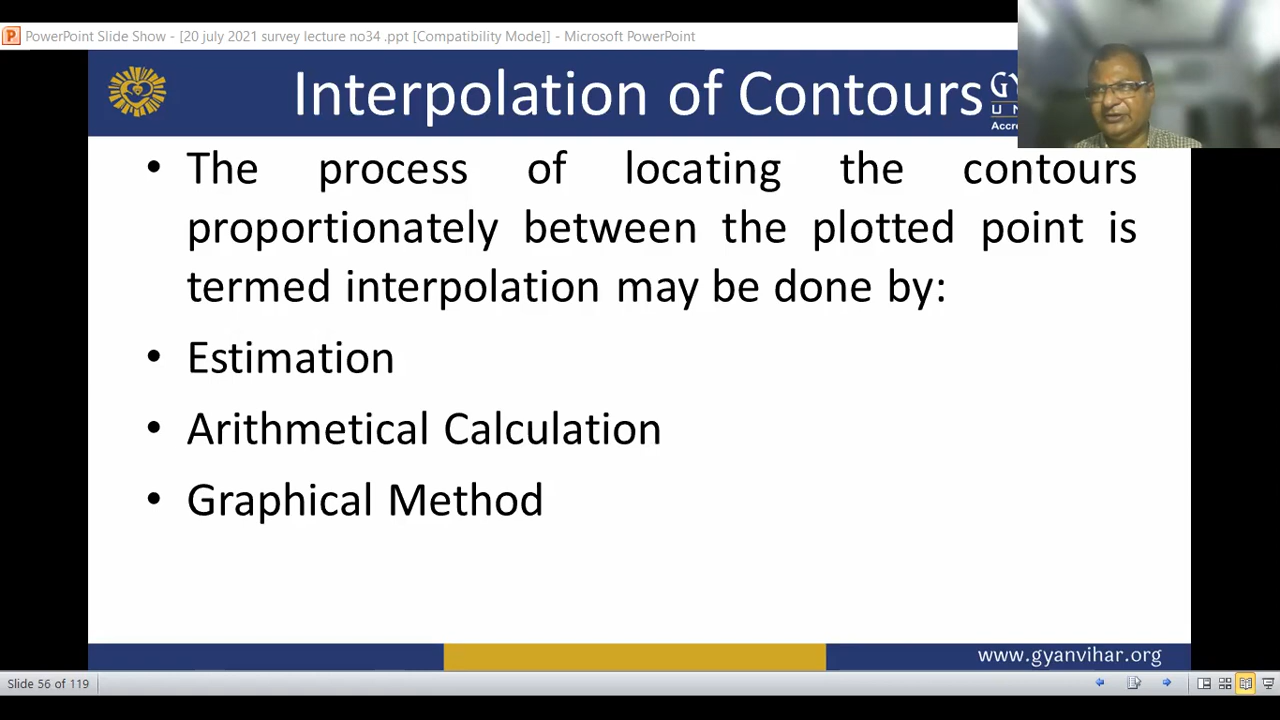 PowerPoint Slide Show - [20 july 2021 survey lecture no34 .ppt [Compatibility Mode]] - Microsoft PowerPoint
Interpolation of Contours
GY
U N
Accre
• The process of locating the contours
proportionately between the plotted point is
termed interpolation may be done by:
• Estimation
• Arithmetical Calculation
• Graphical Method
www.gyanvihar.org
Slide 56 of 119